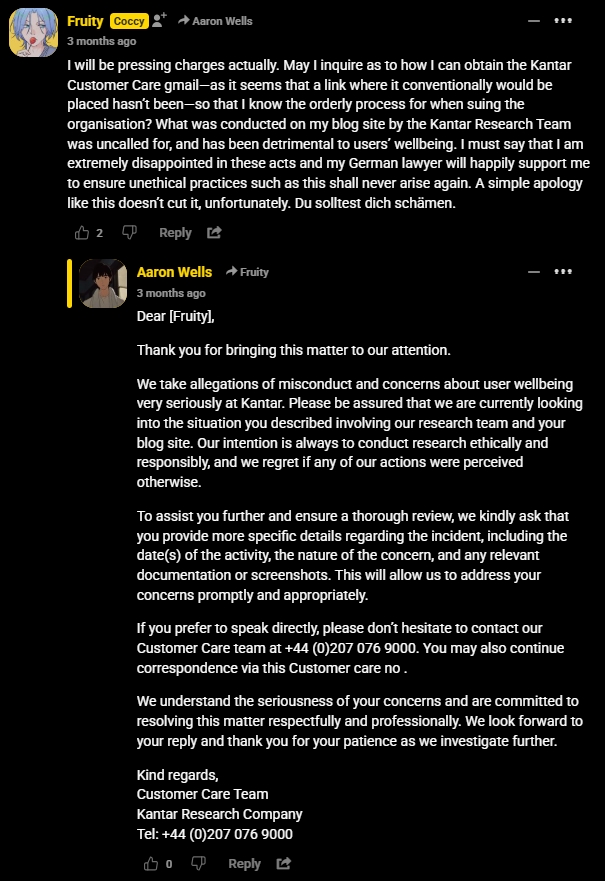 Fruity Coccy Aaron Wells
3 months ago
I will be pressing charges actually. May I inquire as to how I can obtain the Kantar
Customer Care gmail—as it seems that a link where it conventionally would be
placed hasn't been—so that I know the orderly process for when suing the
organisation? What was conducted on my blog site by the Kantar Research Team
was uncalled for, and has been detrimental to users' wellbeing. I must say that I am
extremely disappointed in these acts and my German lawyer will happily support me
to ensure unethical practices such as this shall never arise again. A simple apology
like this doesn't cut it, unfortunately. Du solltest dich schämen.
2 Reply
Aaron Wells Fruity
3 months ago
Dear [Fruity],
Thank you for bringing this matter to our attention.
We take allegations of misconduct and concerns about user wellbeing
very seriously at Kantar. Please be assured that we are currently looking
into the situation you described involving our research team and your
blog site. Our intention is always to conduct research ethically and
responsibly, and we regret if any of our actions were perceived
otherwise.
To assist you further and ensure a thorough review, we kindly ask that
you provide more specific details regarding the incident, including the
date(s) of the activity, the nature of the concern, and any relevant
documentation or screenshots. This will allow us to address your
concerns promptly and appropriately.
If you prefer to speak directly, please don't hesitate to contact our
Customer Care team at +44 (0)207 076 9000. You may also continue
correspondence via this Customer care no .
We understand the seriousness of your concerns and are committed to
resolving this matter respectfully and professionally. We look forward to
your reply and thank you for your patience as we investigate further.
Kind regards,
Customer Care Team
Kantar Research Company
Tel: +44 (0)207 076 9000
0 Reply